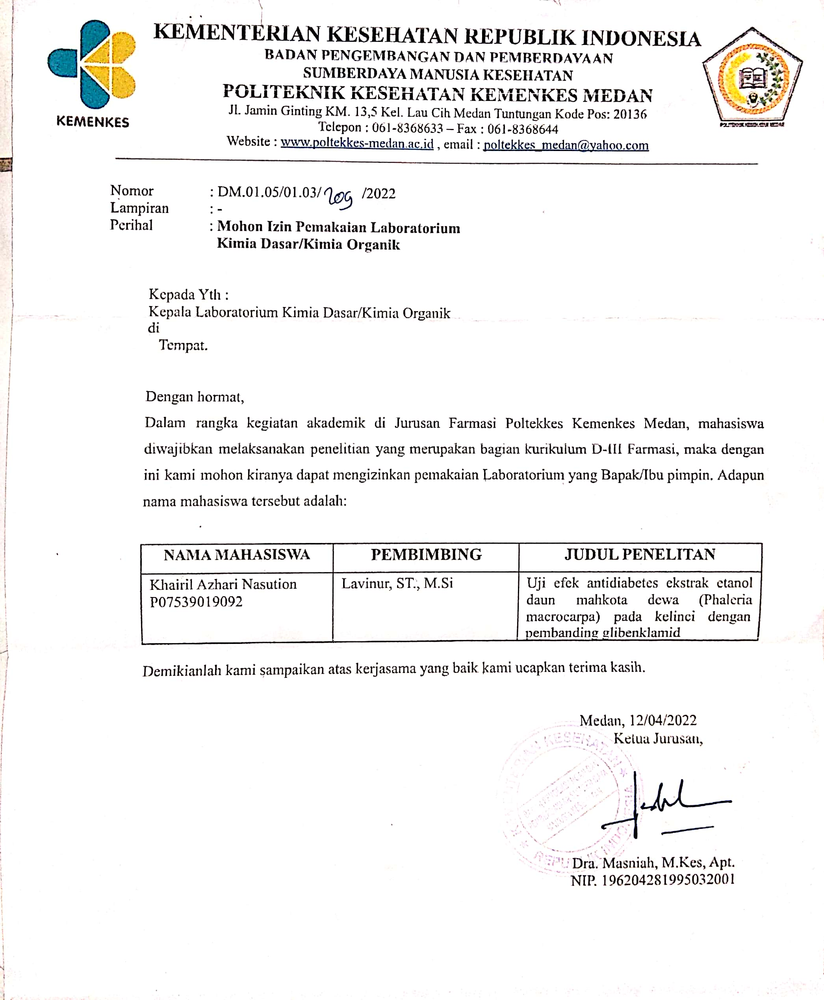 KEMENKES
KEMENTERIAN KESEHATAN REPUBLIK INDONESIA
BADAN PENGEMBANGAN DAN PEMBERDAYAAN
SUMBERDAYA MANUSIA KESEHATAN
POLITEKNIK KESEHATAN KEMENKES MEDAN
Jl. Jamin Ginting KM. 13,5 Kel. Lau Cih Medan Tuntungan Kode Pos: 20136
Telepon : 061-8368633 – Fax : 061-8368644
Website : www.poltekkes-medan.ac.id , email : poltekkes_medan@yahoo.com
Nomor : DM.01.05/01.03/209 /2022
Lampiran : -
Perihal : Mohon Izin Pemakaian Laboratorium
Kimia Dasar/Kimia Organik
Kepada Yth :
Kepala Laboratorium Kimia Dasar/Kimia Organik
di
Tempat.
Dengan hormat,
Dalam rangka kegiatan akademik di Jurusan Farmasi Poltekkes Kemenkes Medan, mahasiswa
diwajibkan melaksanakan penelitian yang merupakan bagian kurikulum D-III Farmasi, maka dengan
ini kami mohon kiranya dapat mengizinkan pemakaian Laboratorium yang Bapak/Ibu pimpin. Adapun
nama mahasiswa tersebut adalah:
NAMA MAHASISWA PEMBIMBING JUDUL PENELITAN
Khairil Azhari Nasution Lavinur, ST., M.Si Uji efek antidiabetes ekstrak etanol
P07539019092 daun mahkota dewa (Phaleria
macrocarpa) pada kelinci dengan
pembanding glibenklamid
Demikianlah kami sampaikan atas kerjasama yang baik kami ucapkan terima kasih.
Medan, 12/04/2022
Ketua Jurusan,
Dra. Masniah, M.Kes, Apt.
NIP. 196204281995032001